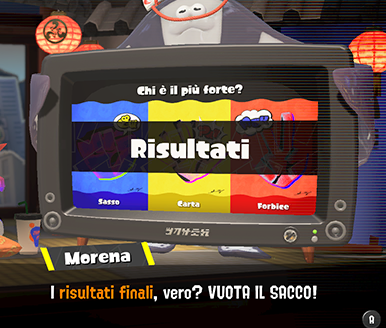 Chi è il più forte?
Risultati
Sasso Carta Forbice
Morena
I risultati finali, vero? VUOTA IL SACCO!
A